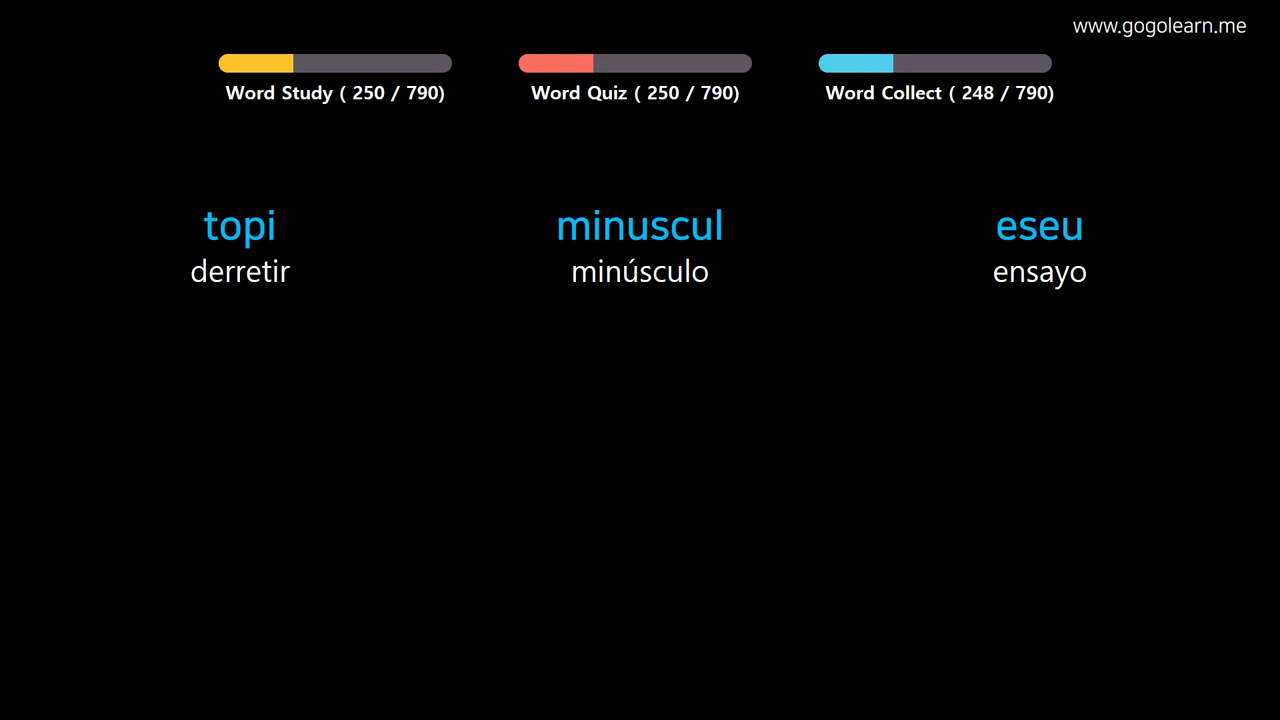 www.gogolearn.me
Word Study ( 250 / 790)
Word Quiz ( 250 / 790)
Word Collect ( 248 / 790)
topi
derretir
minuscul
minúsculo
eseu
ensayo